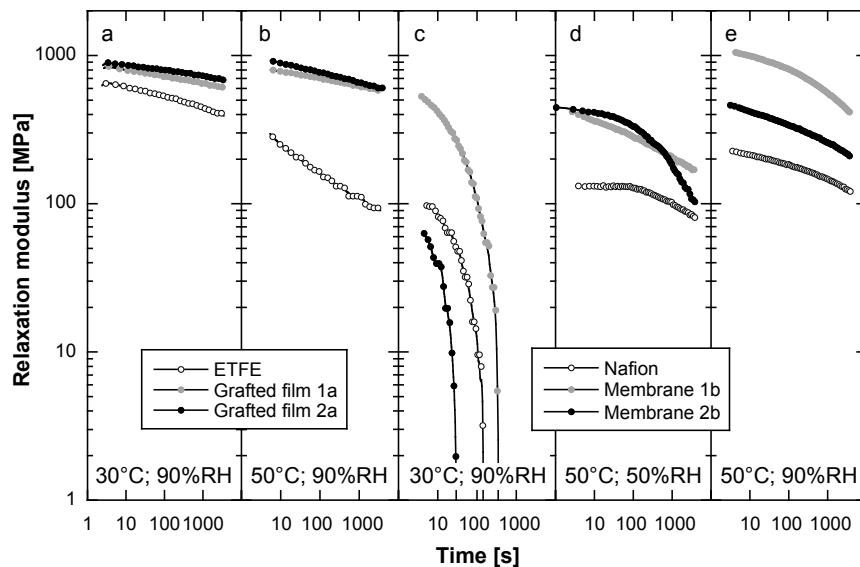 a
b
c
d
e
Relaxation modulus [MPa]
1000
100
10
1
ETFE
Grafted film 1a
Grafted film 2a
Nafion
Membrane 1b
Membrane 2b
30°C; 90%RH
50°C; 90%RH
30°C; 90%RH
50°C; 50%RH
50°C; 90%RH
1 10 100 1000
10 100 1000
10 100 1000
10 100 1000
10 100 1000
Time [s]